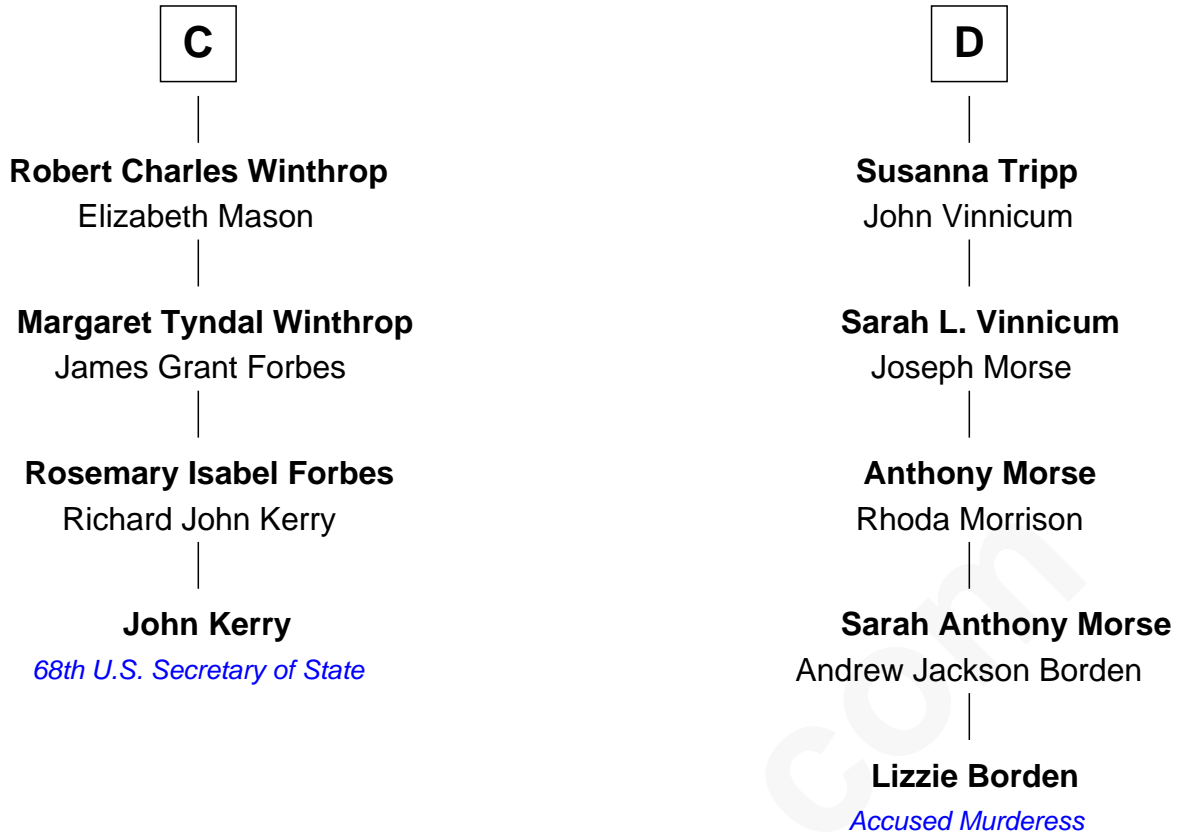 C
Robert Charles Winthrop
Elizabeth Mason
Margaret Tyndal Winthrop
James Grant Forbes
Rosemary Isabel Forbes
Richard John Kerry
John Kerry
68th U.S. Secretary of State
D
Susanna Tripp
John Vinnicum
Sarah L. Vinnicum
Joseph Morse
Anthony Morse
Rhoda Morrison
Sarah Anthony Morse
Andrew Jackson Borden
Lizzie Borden
Accused Murderess
com